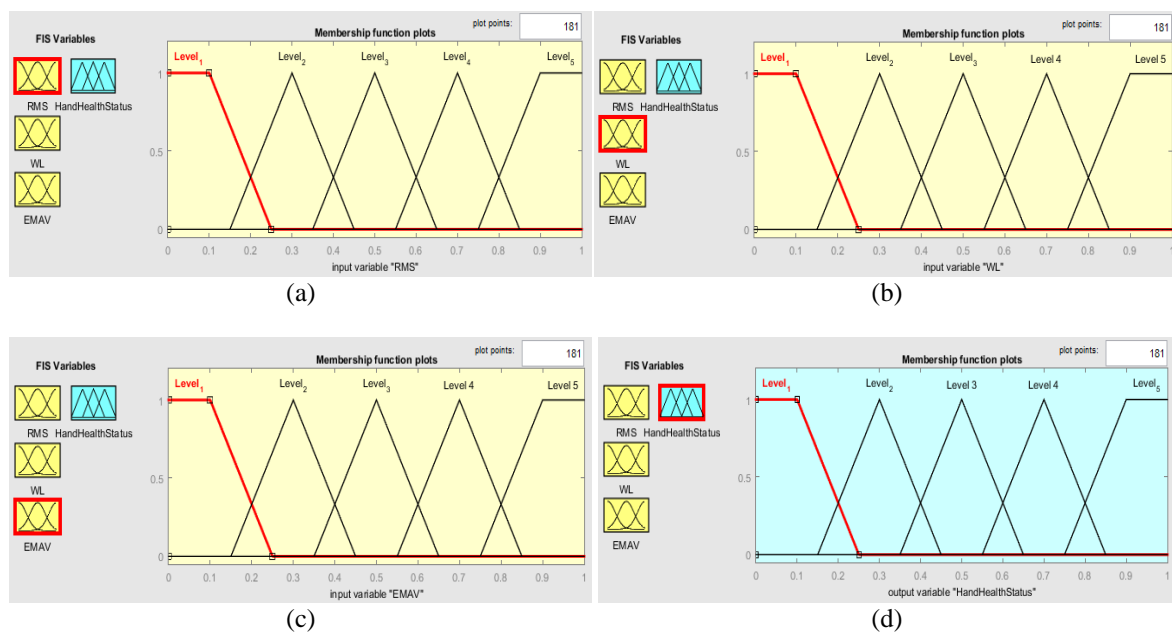 plot points: 181
FIS Variables
Membership function plots
Level₁ Level₂ Level₃ Level₄ Level₅
RMS HandHealthStatus
WL
EMAV
1
0.5
0
0 0.1 0.2 0.3 0.4 0.5 0.6 0.7 0.8 0.9 1
input variable "RMS"
(a)
plot points: 181
FIS Variables
Membership function plots
Level₁ Level₂ Level₃ Level 4 Level 5
RMS HandHealthStatus
WL
EMAV
1
0.5
0
0 0.1 0.2 0.3 0.4 0.5 0.6 0.7 0.8 0.9 1
input variable "WL"
(b)
plot points: 181
FIS Variables
Membership function plots
Level₁ Level₂ Level₃ Level 4 Level 5
RMS HandHealthStatus
WL
EMAV
1
0.5
0
0 0.1 0.2 0.3 0.4 0.5 0.6 0.7 0.8 0.9 1
input variable "EMAV"
(c)
plot points: 181
FIS Variables
Membership function plots
Level₁ Level₂ Level 3 Level 4 Level₅
RMS HandHealthStatus
WL
EMAV
1
0.5
0
0 0.1 0.2 0.3 0.4 0.5 0.6 0.7 0.8 0.9 1
output variable "HandHealthStatus"
(d)